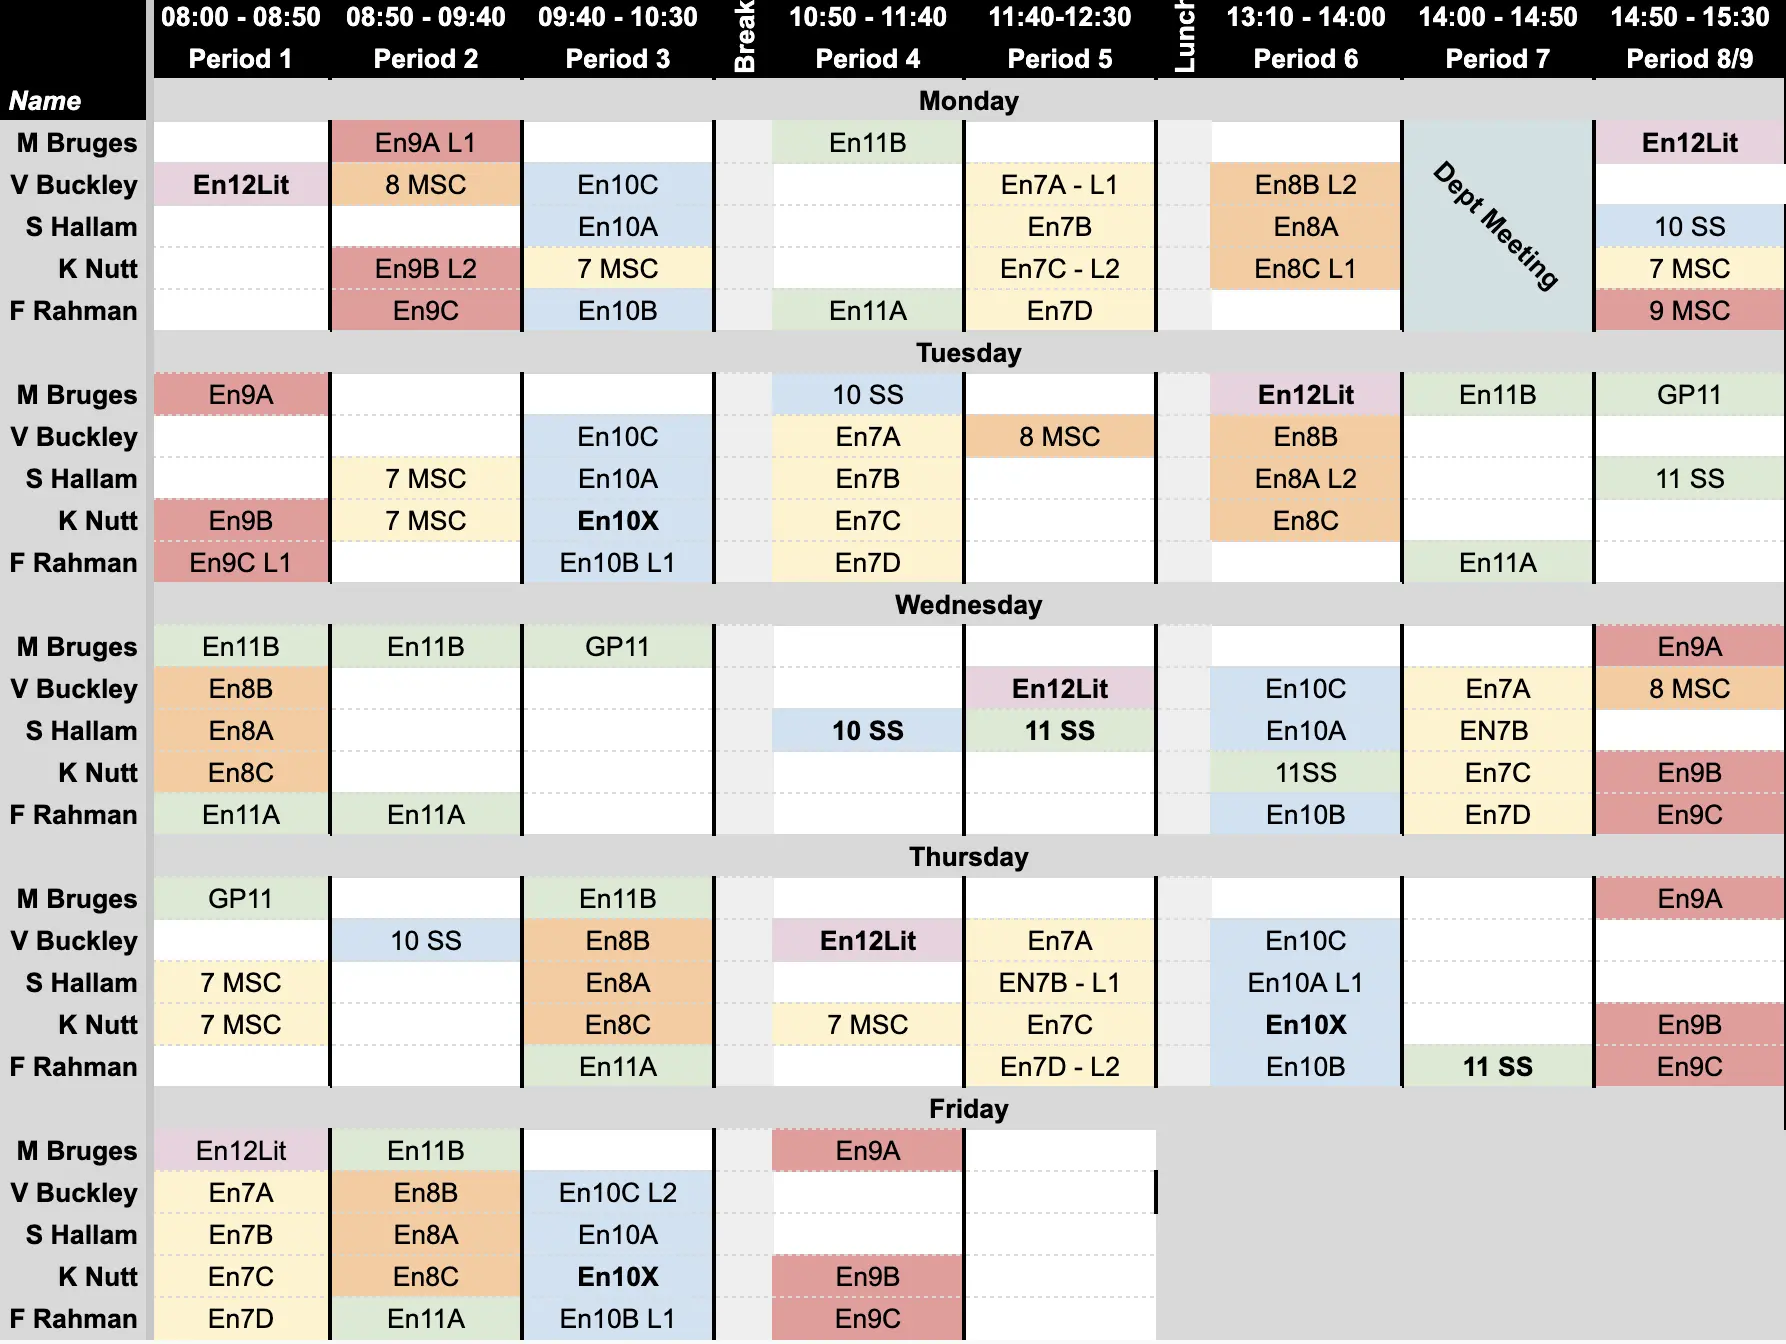 08:00 - 08:50 08:50 - 09:40 09:40 - 10:30 Break 10:50 - 11:40 11:40-12:30 Lunch 13:10 - 14:00 14:00 - 14:50 14:50 - 15:30
Period 1 Period 2 Period 3 Period 4 Period 5 Period 6 Period 7 Period 8/9
Name Monday
M Bruges En9A L1 En11B Dept Meeting En12Lit
V Buckley En12Lit 8 MSC En10C En7A - L1 En8B L2
S Hallam En10A En7B En8A 10 SS
K Nutt En9B L2 7 MSC En7C - L2 En8C L1 7 MSC
F Rahman En9C En10B En11A En7D 9 MSC
Tuesday
M Bruges En9A 10 SS En12Lit En11B GP11
V Buckley En10C En7A 8 MSC En8B
S Hallam 7 MSC En10A En7B En8A L2 11 SS
K Nutt En9B 7 MSC En10X En7C En8C
F Rahman En9C L1 En10B L1 En7D En11A
Wednesday
M Bruges En11B En11B GP11 En9A
V Buckley En8B En12Lit En10C En7A 8 MSC
S Hallam En8A 10 SS 11 SS En10A EN7B
K Nutt En8C 11SS En7C En9B
F Rahman En11A En11A En10B En7D En9C
Thursday
M Bruges GP11 En11B En9A
V Buckley 10 SS En8B En12Lit En7A En10C
S Hallam 7 MSC En8A EN7B - L1 En10A L1
K Nutt 7 MSC En8C 7 MSC En7C En10X En9B
F Rahman En11A En7D - L2 En10B 11 SS En9C
Friday
M Bruges En12Lit En11B En9A
V Buckley En7A En8B En10C L2
S Hallam En7B En8A En10A
K Nutt En7C En8C En10X En9B
F Rahman En7D En11A En10B L1 En9C